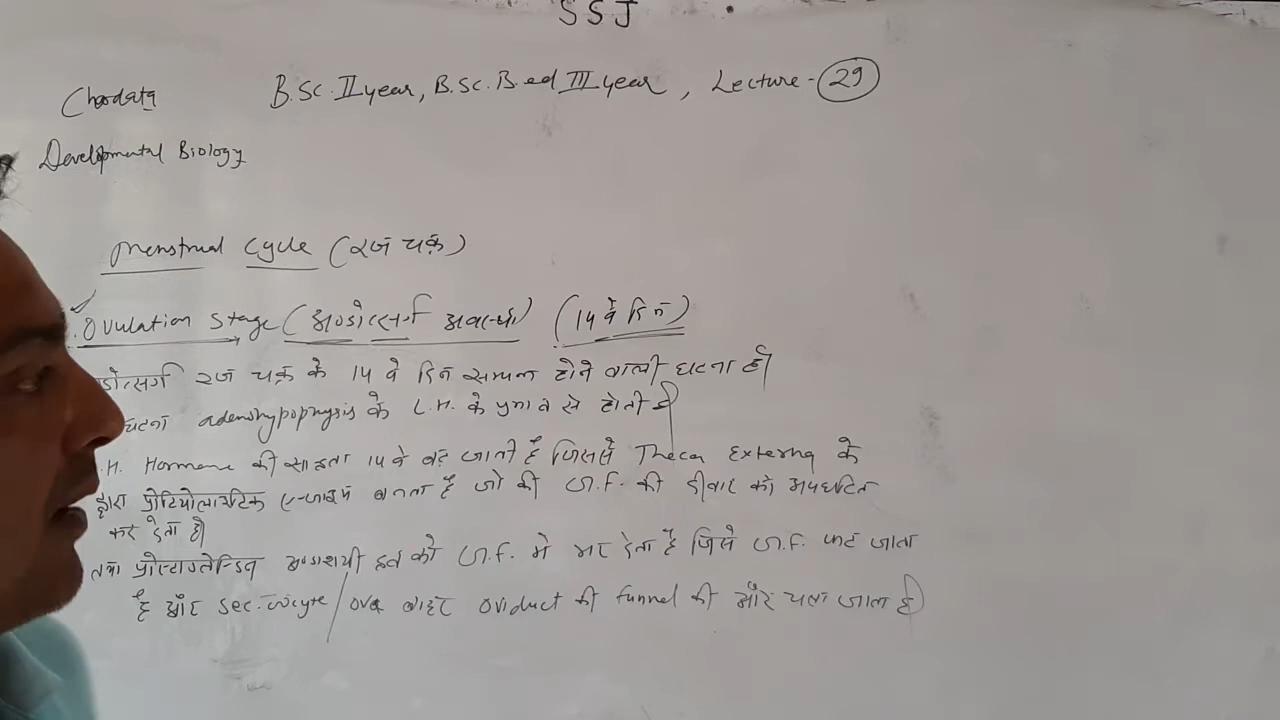 SSJ
Chordata
B.Sc. II year, B.Sc. B.ed III year, Lecture - 29
Developmental Biology
Menstrual Cycle (रज चक्र)
Ovulation Stage (अण्डोत्सर्ग अवस्था) (14 वे दिन)
डोत्सर्ग रज चक्र के 14 वे दिन सम्पन्न होने वाली घटना है।
घटना adenohypophysis के L.H. के प्रभाव से होती है।
.H. Hormone की सान्द्रता 14 वे बढ़ जाती है जिससे Theca Externa के
द्वारा प्रोटियोलायटिक एन्जाइम बनता है जो की G.F. की दीवार को अपघटित
कर देता है।
तथा प्रोस्टाग्लेन्डिन अण्डाशयी द्रव को G.F. मे भर देता है जिसे G.F. फट जाता
है और Sec. oocyte / ova बाहर oviduct की funnel की और चला जाता है